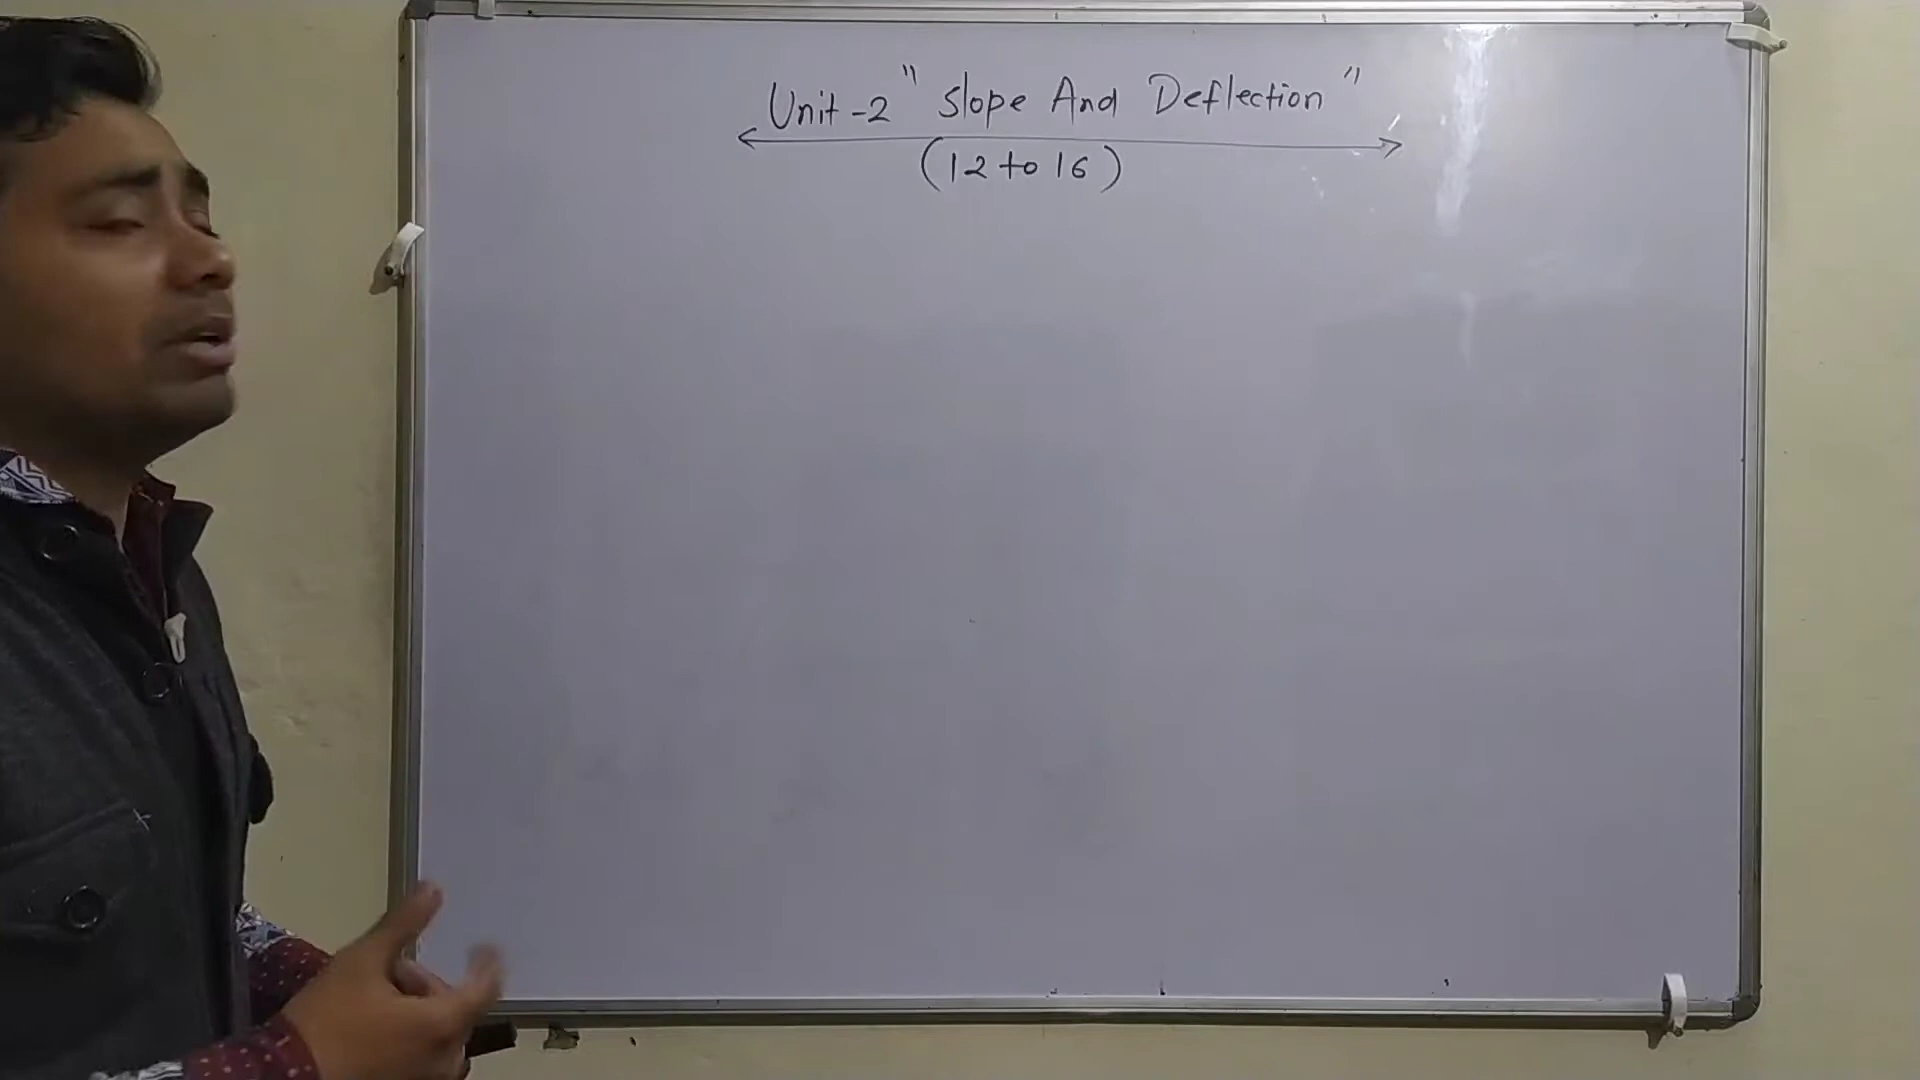 Unit-2 "Slope And Deflection"
(12 to 16)